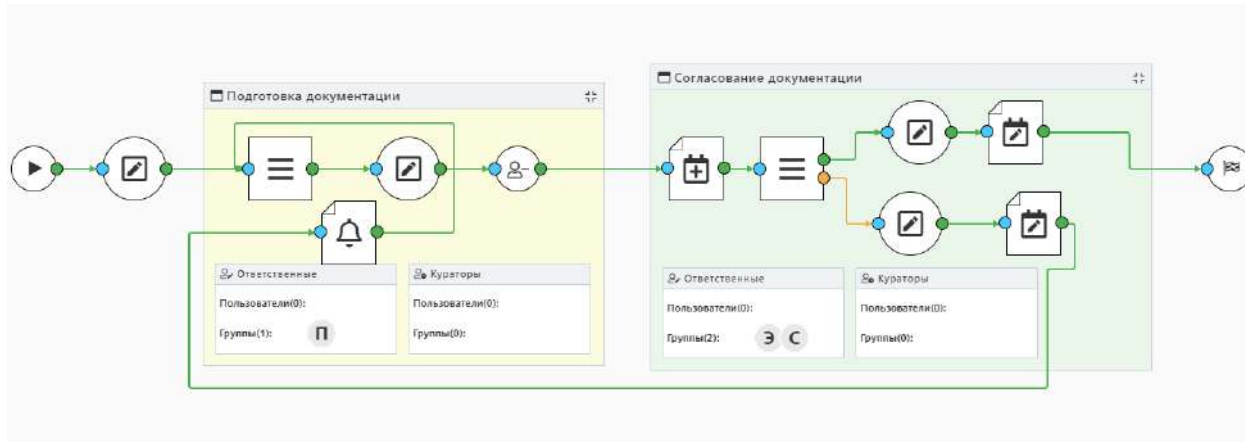 Подготовка документации
Ответственные
Пользователи(0):
Группы(1):
П
Кураторы
Пользователи(0):
Группы(0):
Согласование документации
Ответственные
Пользователи(0):
Группы(2):
Э С
Кураторы
Пользователи(0):
Группы(0):